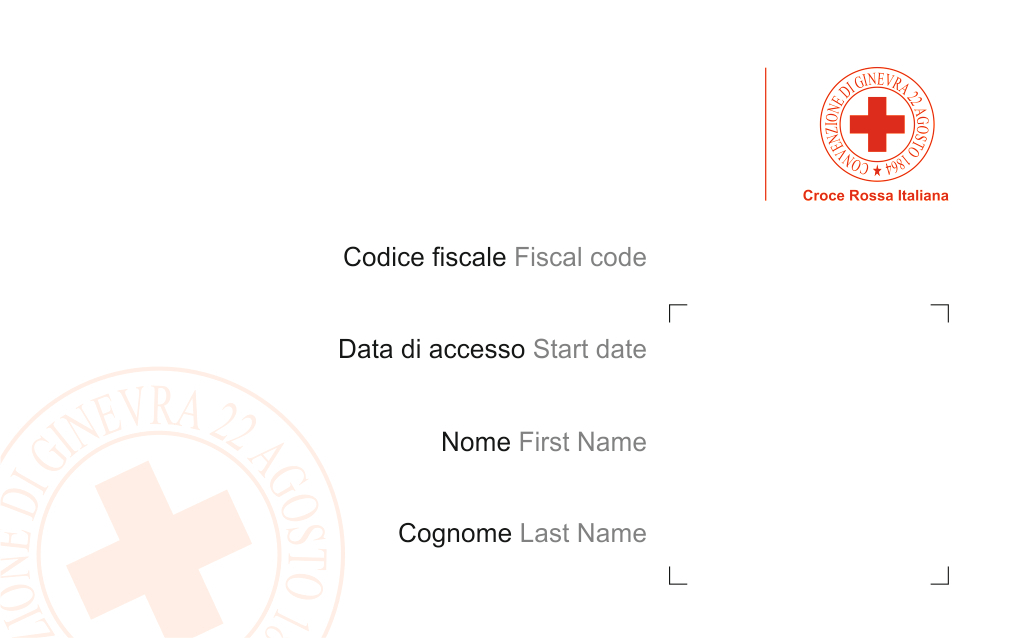 CONVENZIONE DI GINEVRA 22 AGOSTO 1864 ★
Croce Rossa Italiana
Codice fiscale Fiscal code
Data di accesso Start date
Nome First Name
Cognome Last Name
ZIONE DI GINEVRA 22 AGOSTO 18